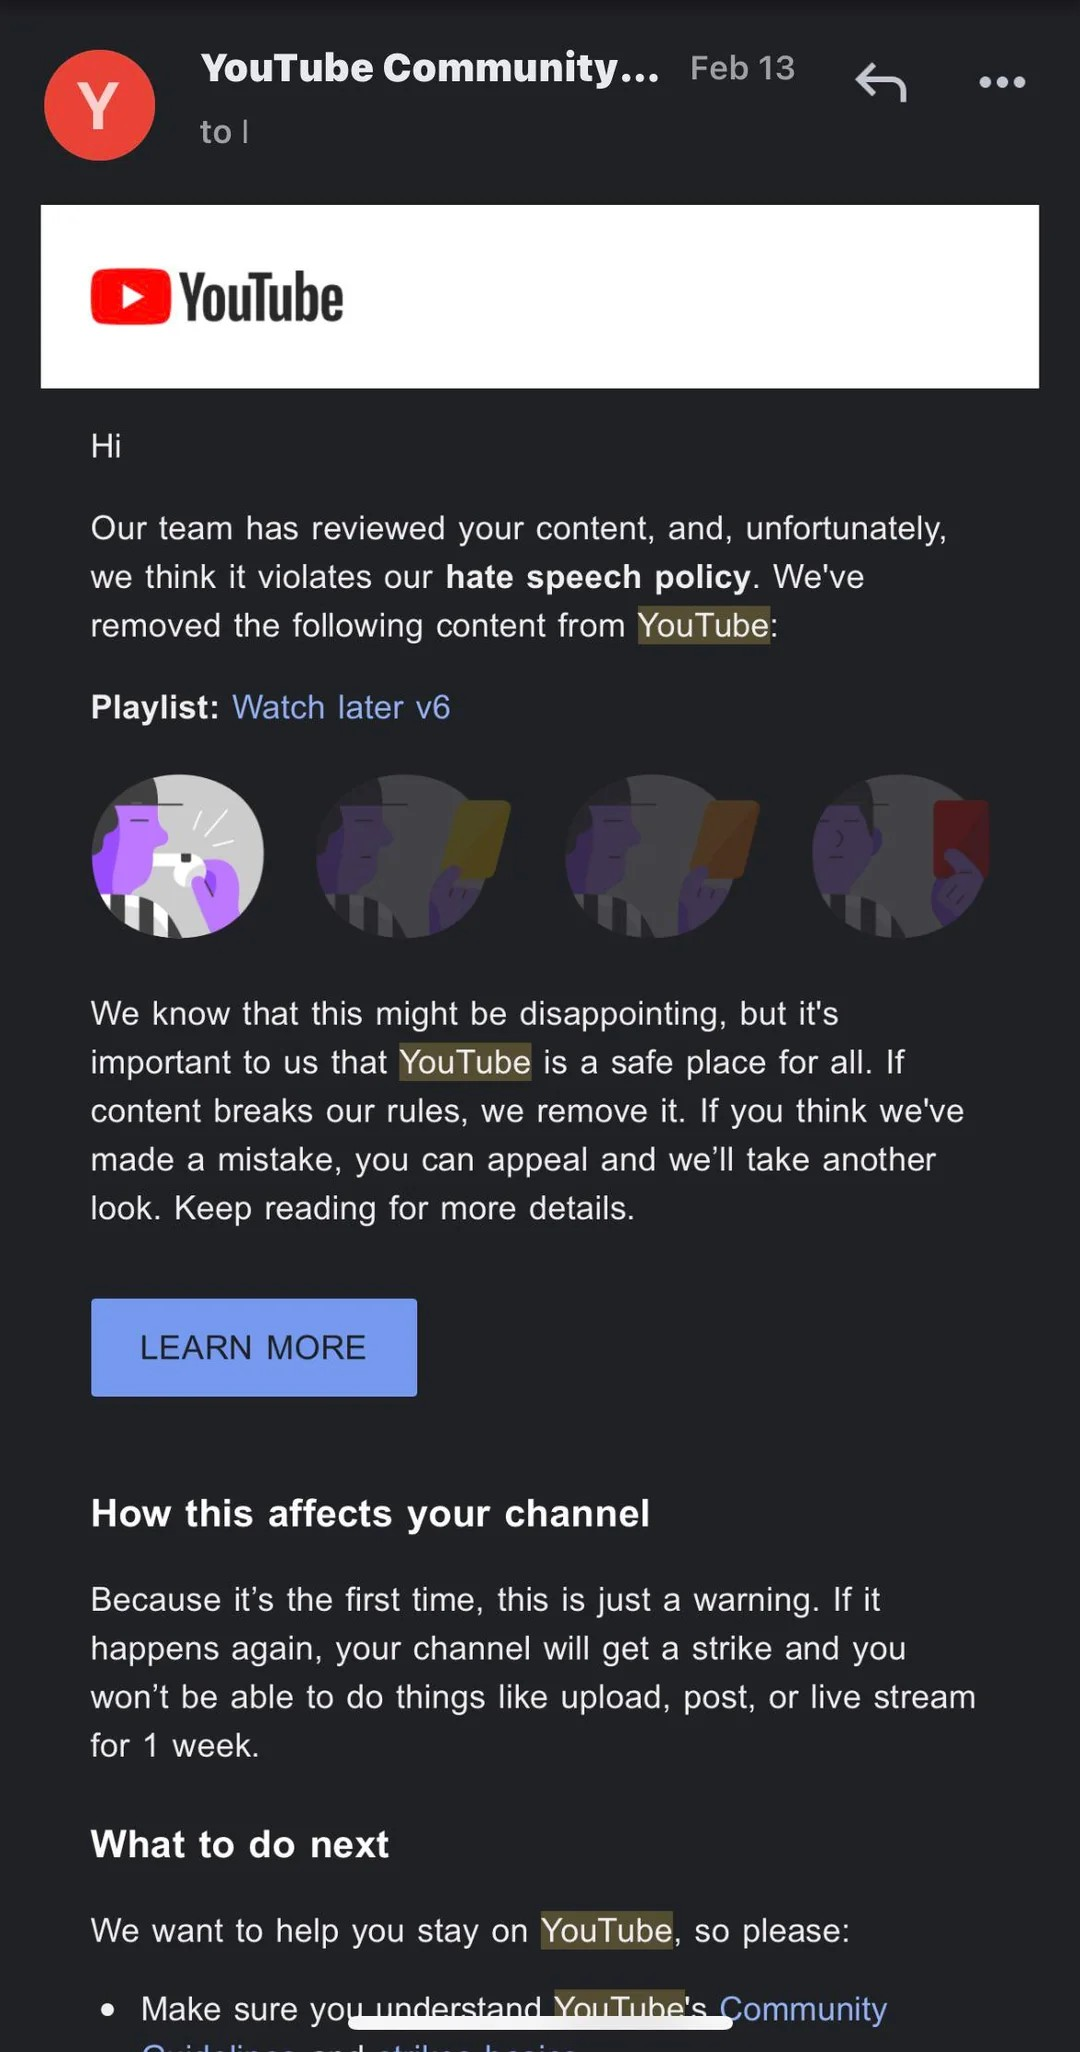 Y
YouTube Community...
Feb 13
to l
YouTube
Hi
Our team has reviewed your content, and, unfortunately,
we think it violates our hate speech policy. We've
removed the following content from YouTube:
Playlist: Watch later v6
We know that this might be disappointing, but it's
important to us that YouTube is a safe place for all. If
content breaks our rules, we remove it. If you think we've
made a mistake, you can appeal and we’ll take another
look. Keep reading for more details.
LEARN MORE
How this affects your channel
Because it’s the first time, this is just a warning. If it
happens again, your channel will get a strike and you
won’t be able to do things like upload, post, or live stream
for 1 week.
What to do next
We want to help you stay on YouTube, so please:
• Make sure you understand YouTube's Community
Guidelines and strikes basics